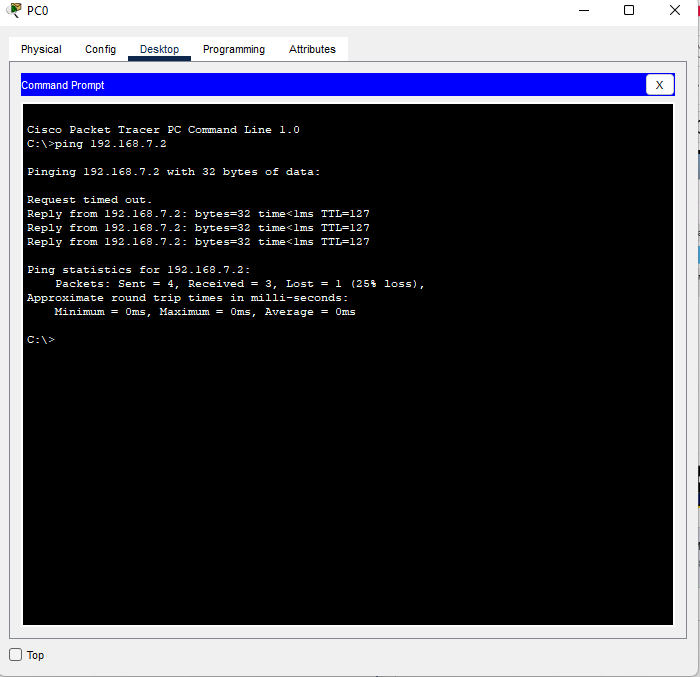 PC0
Physical Config Desktop Programming Attributes
Command Prompt X
Cisco Packet Tracer PC Command Line 1.0
C:\>ping 192.168.7.2
Pinging 192.168.7.2 with 32 bytes of data:
Request timed out.
Reply from 192.168.7.2: bytes=32 time<1ms TTL=127
Reply from 192.168.7.2: bytes=32 time<1ms TTL=127
Reply from 192.168.7.2: bytes=32 time<1ms TTL=127
Ping statistics for 192.168.7.2:
Packets: Sent = 4, Received = 3, Lost = 1 (25% loss),
Approximate round trip times in milli-seconds:
Minimum = 0ms, Maximum = 0ms, Average = 0ms
C:\>
Top